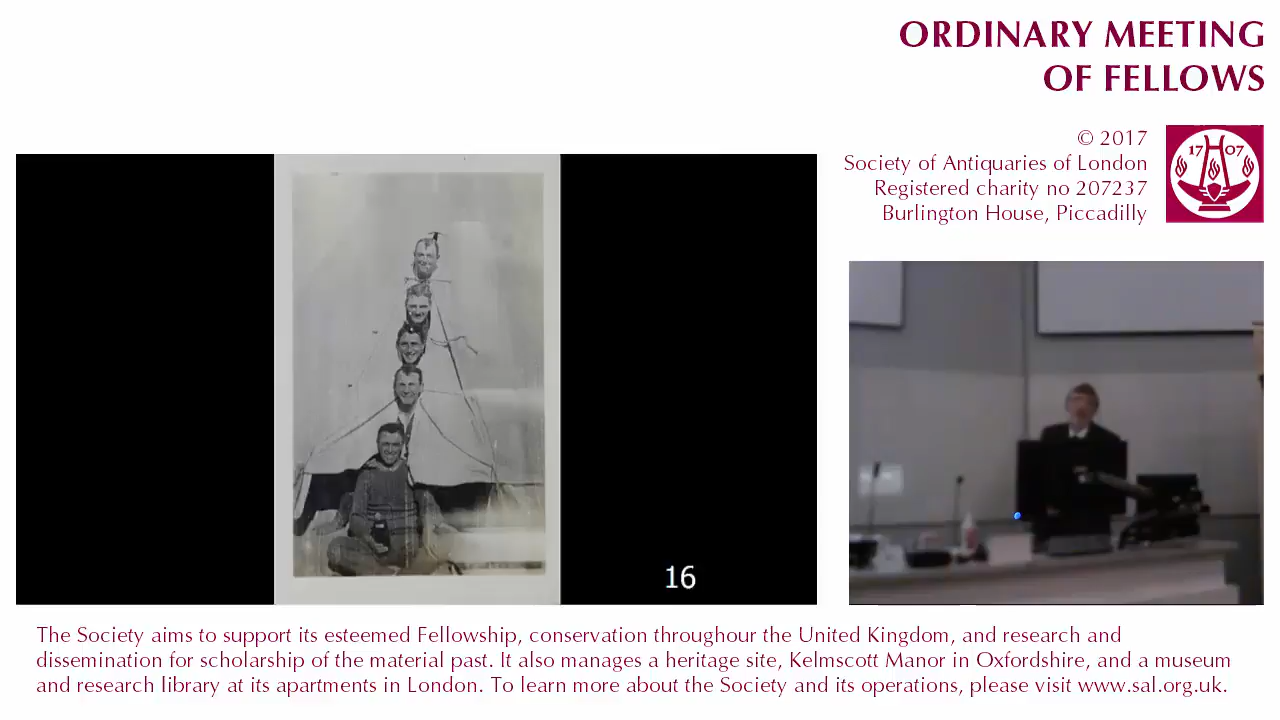 ORDINARY MEETING
OF FELLOWS
© 2017
Society of Antiquaries of London
Registered charity no 207237
Burlington House, Piccadilly
17 07
16
The Society aims to support its esteemed Fellowship, conservation throughour the United Kingdom, and research and
dissemination for scholarship of the material past. It also manages a heritage site, Kelmscott Manor in Oxfordshire, and a museum
and research library at its apartments in London. To learn more about the Society and its operations, please visit www.sal.org.uk.